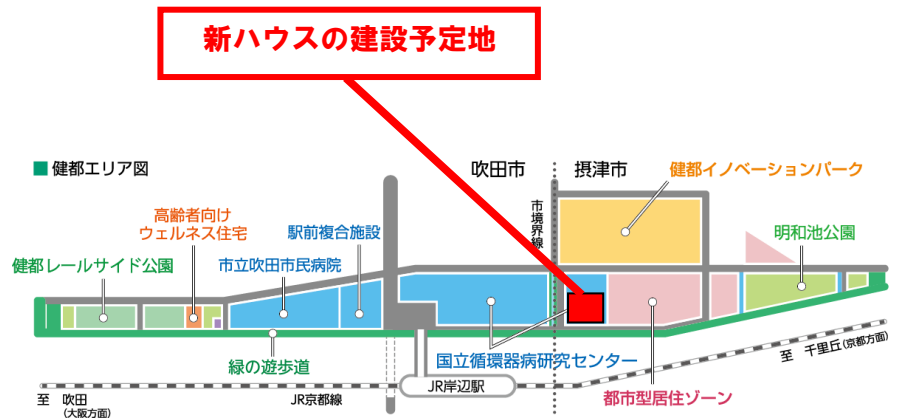 新ハウスの建設予定地
健都エリア図
吹田市
摂津市
健都イノベーションパーク
市境界線
高齢者向け
ウェルネス住宅
駅前複合施設
明和池公園
健都レールサイド公園
市立吹田市民病院
緑の遊歩道
国立循環器病研究センター
至 千里丘(京都方面)
JR岸辺駅
都市型居住ゾーン
至 吹田
(大阪方面)
JR京都線